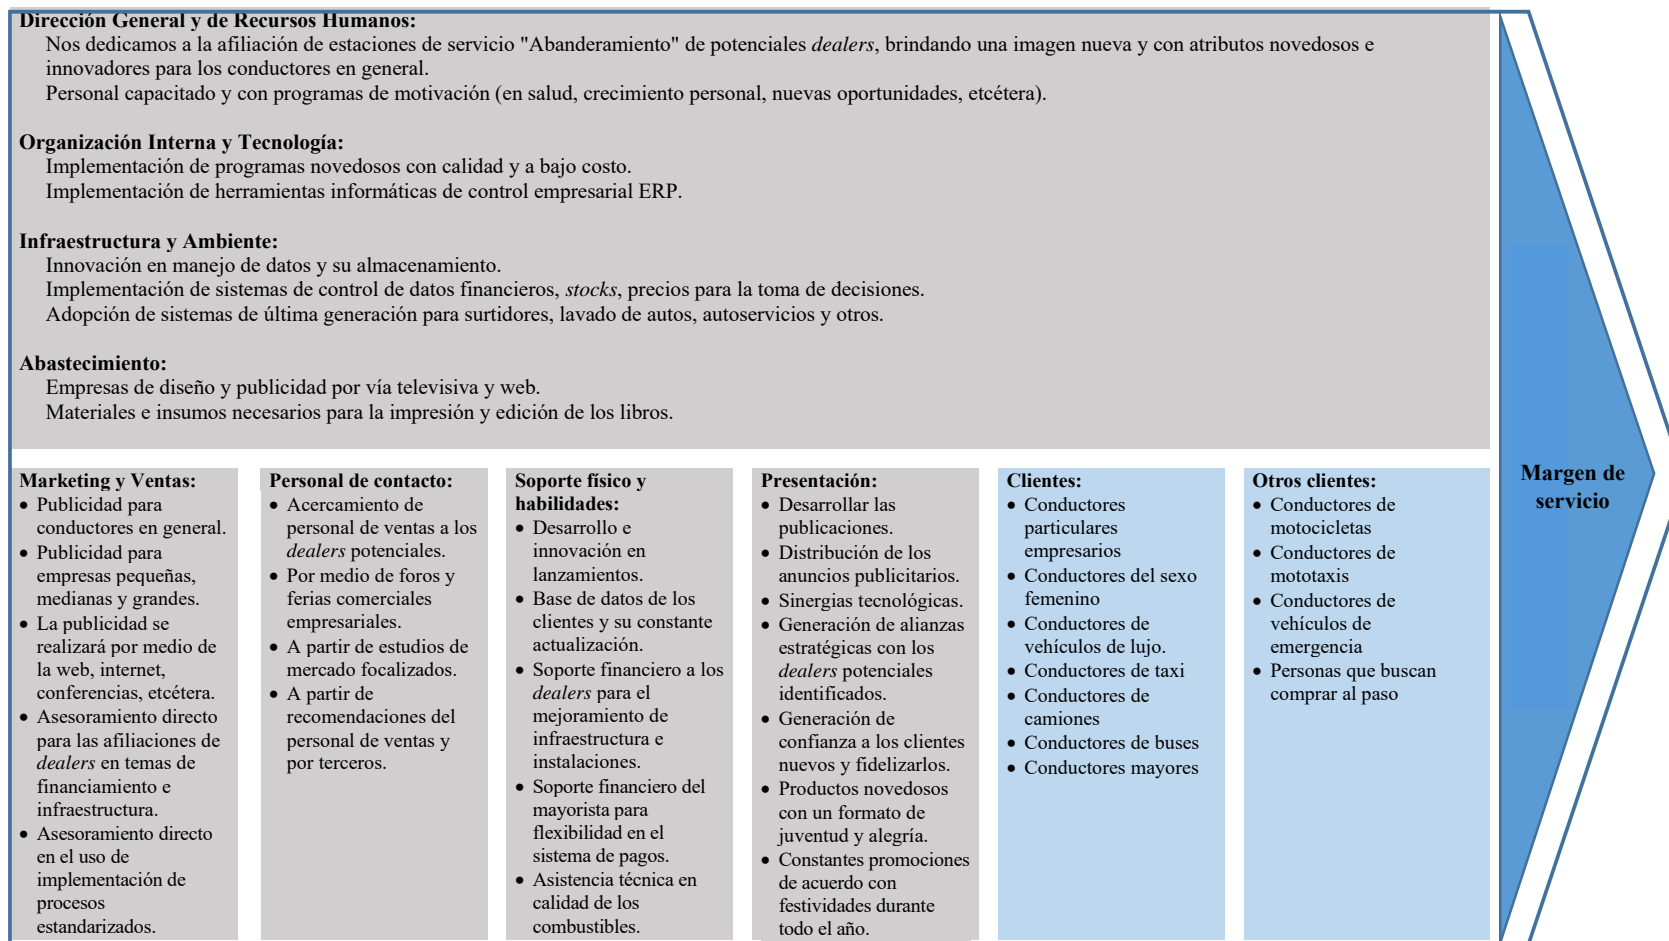 Dirección General y de Recursos Humanos:
Nos dedicamos a la afiliación de estaciones de servicio "Abanderamiento" de potenciales dealers, brindando una imagen nueva y con atributos novedosos e
innovadores para los conductores en general.
Personal capacitado y con programas de motivación (en salud, crecimiento personal, nuevas oportunidades, etcétera).
Organización Interna y Tecnología:
Implementación de programas novedosos con calidad y a bajo costo.
Implementación de herramientas informáticas de control empresarial ERP.
Infraestructura y Ambiente:
Innovación en manejo de datos y su almacenamiento.
Implementación de sistemas de control de datos financieros, stocks, precios para la toma de decisiones.
Adopción de sistemas de última generación para surtidores, lavado de autos, autoservicios y otros.
Abastecimiento:
Empresas de diseño y publicidad por vía televisiva y web.
Materiales e insumos necesarios para la impresión y edición de los libros.
Marketing y Ventas:
• Publicidad para
conductores en general.
• Publicidad para
empresas pequeñas,
medianas y grandes.
• La publicidad se
realizará por medio de
la web, internet,
conferencias, etcétera.
• Asesoramiento directo
para las afiliaciones de
dealers en temas de
financiamiento e
infraestructura.
• Asesoramiento directo
en el uso de
implementación de
procesos
estandarizados.
Personal de contacto:
• Acercamiento de
personal de ventas a los
dealers potenciales.
• Por medio de foros y
ferias comerciales
empresariales.
• A partir de estudios de
mercado focalizados.
• A partir de
recomendaciones del
personal de ventas y
por terceros.
Soporte físico y
habilidades:
• Desarrollo e
innovación en
lanzamientos.
• Base de datos de los
clientes y su constante
actualización.
• Soporte financiero a los
dealers para el
mejoramiento de
infraestructura e
instalaciones.
• Soporte financiero del
mayorista para
flexibilidad en el
sistema de pagos.
• Asistencia técnica en
calidad de los
combustibles.
Presentación:
• Desarrollar las
publicaciones.
• Distribución de los
anuncios publicitarios.
• Sinergias tecnológicas.
• Generación de alianzas
estratégicas con los
dealers potenciales
identificados.
• Generación de
confianza a los clientes
nuevos y fidelizarlos.
• Productos novedosos
con un formato de
juventud y alegría.
• Constantes promociones
de acuerdo con
festividades durante
todo el año.
Clientes:
• Conductores
particulares
empresarios
• Conductores del sexo
femenino
• Conductores de
vehículos de lujo.
• Conductores de taxi
• Conductores de
camiones
• Conductores de buses
• Conductores mayores
Otros clientes:
• Conductores de
motocicletas
• Conductores de
mototaxis
• Conductores de
vehículos de
emergencia
• Personas que buscan
comprar al paso
Margen de
servicio